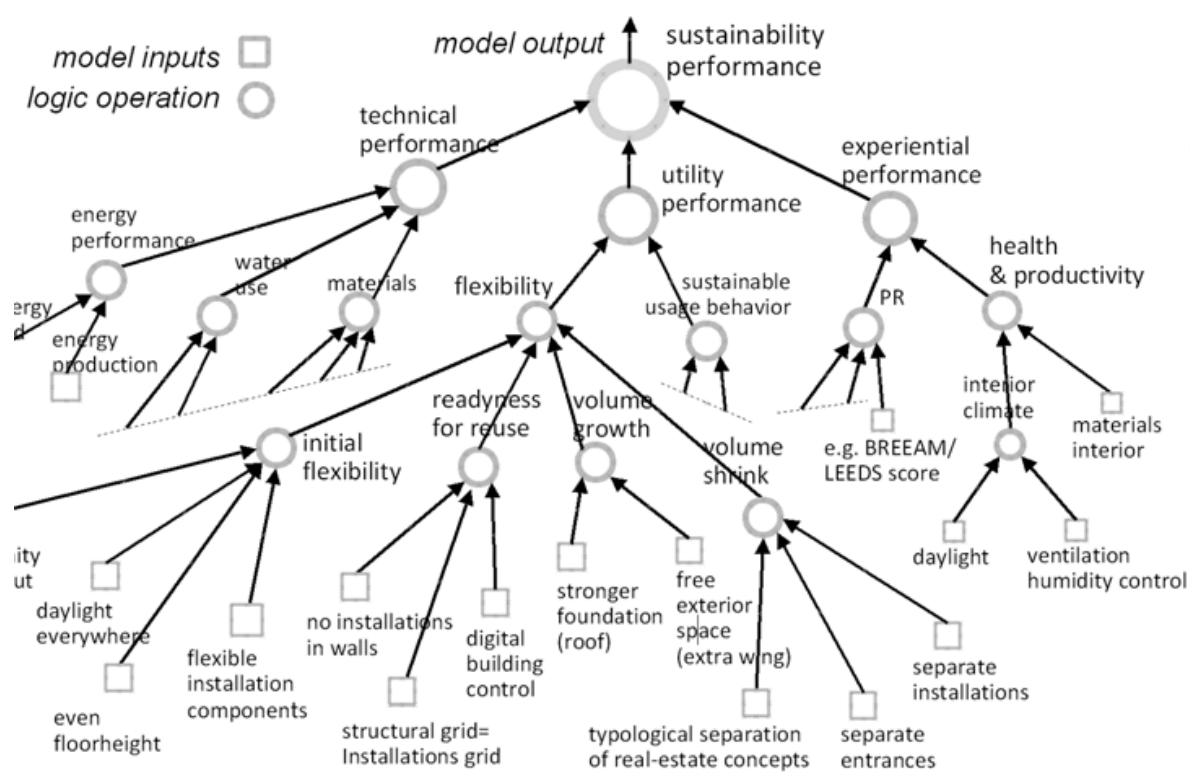 model inputs
logic operation
model output
sustainability
performance
technical
performance
utility
performance
experiential
performance
energy
performance
water
use
materials
flexibility
sustainable
usage behavior
PR
health
& productivity
ergy
d
energy
production
readyness
for reuse
volume
growth
volume
shrink
e.g. BREEAM/
LEEDS score
interior
climate
materials
interior
initial
flexibility
ity
ut
daylight
everywhere
even
floorheight
flexible
installation
components
no installations
in walls
structural grid=
Installations grid
digital
building
control
stronger
foundation
(roof)
free
exterior
space
(extra wing)
typological separation
of real-estate concepts
separate
entrances
separate
installations
daylight
ventilation
humidity control